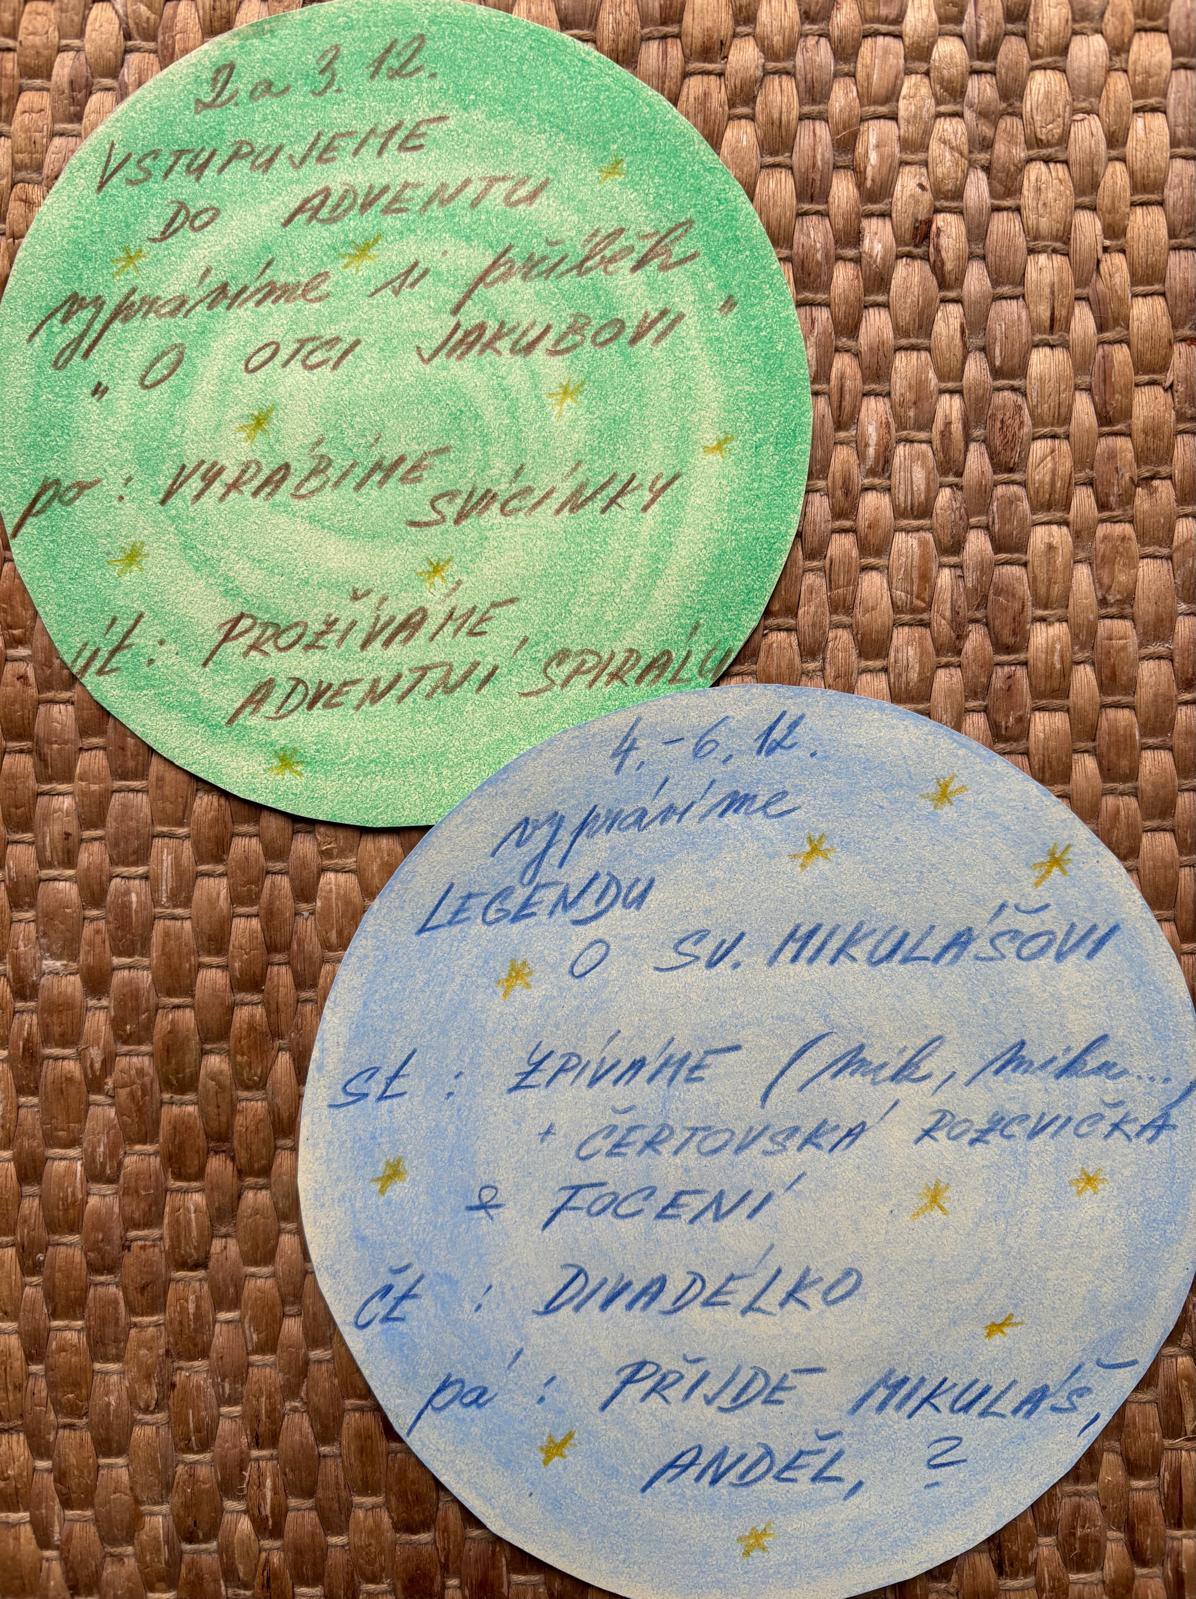 2. a 3. 12.
VSTUPUJEME
DO ADVENTU
vyprávíme si příběh
"O OTCI JAKUBOVI"
po: VYRÁBÍME
SVÍCÍNKY
út: PROŽÍVÁME
ADVENTNÍ SPIRÁLU
4.-6. 12.
vyprávíme
LEGENDU
O SV. MIKULÁŠOVI
st: ZPÍVÁME (mik, miku...)
+ ČERTOVSKÁ ROZCVIČKA
& FOCENÍ
čt: DIVADÉLKO
pá: PŘIJDE MIKULÁŠ,
ANDĚL, ?